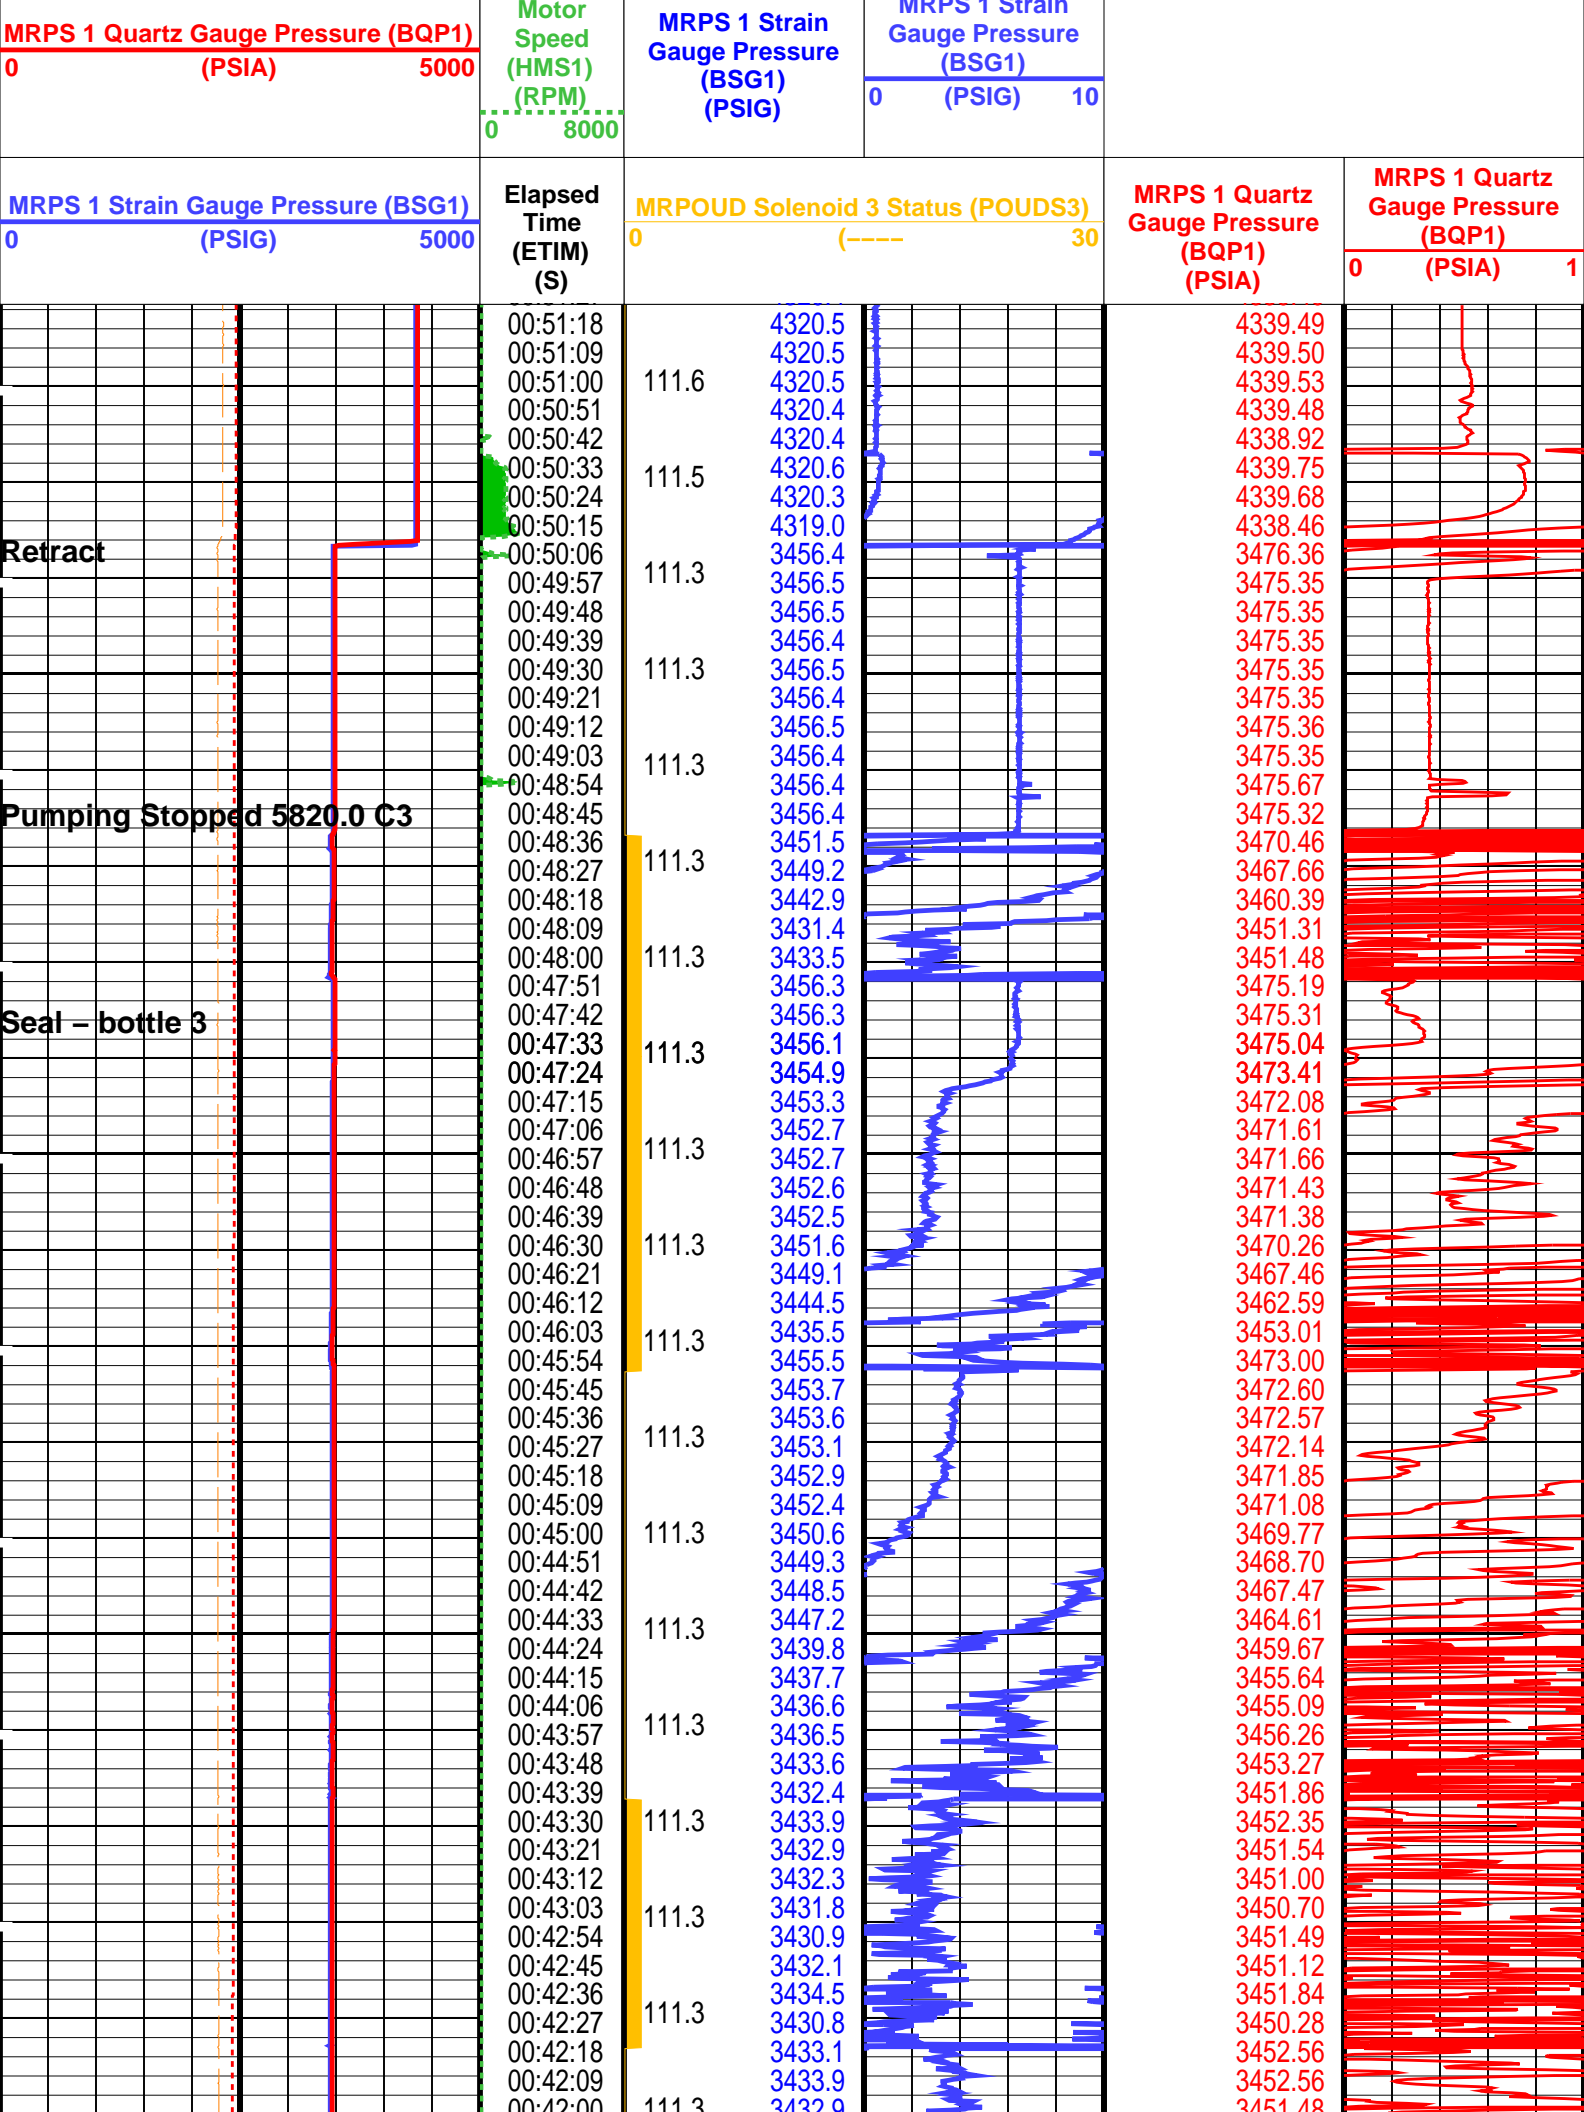 MRPS 1 Quartz Gauge Pressure (BQP1)
0 (PSIA) 5000
Motor
Speed
(HMS1)
(RPM)
0 8000
MRPS 1 Strain
Gauge Pressure
(BSG1)
(PSIG)
MRPS 1 Strain
Gauge Pressure
(BSG1)
0 (PSIG) 10
MRPS 1 Strain Gauge Pressure (BSG1)
0 (PSIG) 5000
Elapsed
Time
(ETIM)
(S)
MRPOUD Solenoid 3 Status (POUDS3)
0 (---- 30
MRPS 1 Quartz
Gauge Pressure
(BQP1)
(PSIA)
MRPS 1 Quartz
Gauge Pressure
(BQP1)
0 (PSIA) 1
00:51:18 4320.5 4339.49
00:51:09 4320.5 4339.50
00:51:00 111.6 4320.5 4339.53
00:50:51 4320.4 4339.48
00:50:42 4320.4 4338.92
00:50:33 111.5 4320.6 4339.75
00:50:24 4320.3 4339.68
00:50:15 4319.0 4338.46
Retract 00:50:06 3456.4 3476.36
00:49:57 111.3 3456.5 3475.35
00:49:48 3456.5 3475.35
00:49:39 3456.4 3475.35
00:49:30 111.3 3456.5 3475.35
00:49:21 3456.4 3475.35
00:49:12 3456.5 3475.36
00:49:03 111.3 3456.4 3475.35
00:48:54 3456.4 3475.67
Pumping Stopped 5820.0 C3 00:48:45 3456.4 3475.32
00:48:36 3451.5 3470.46
00:48:27 111.3 3449.2 3467.66
00:48:18 3442.9 3460.39
00:48:09 3431.4 3451.31
00:48:00 111.3 3433.5 3451.48
00:47:51 3456.3 3475.19
Seal – bottle 3 00:47:42 3456.3 3475.31
00:47:33 111.3 3456.1 3475.04
00:47:24 3454.9 3473.41
00:47:15 3453.3 3472.08
00:47:06 3452.7 3471.61
00:46:57 111.3 3452.7 3471.66
00:46:48 3452.6 3471.43
00:46:39 3452.5 3471.38
00:46:30 111.3 3451.6 3470.26
00:46:21 3449.1 3467.46
00:46:12 3444.5 3462.59
00:46:03 111.3 3435.5 3453.01
00:45:54 3455.5 3473.00
00:45:45 3453.7 3472.60
00:45:36 3453.6 3472.57
00:45:27 111.3 3453.1 3472.14
00:45:18 3452.9 3471.85
00:45:09 3452.4 3471.08
00:45:00 111.3 3450.6 3469.77
00:44:51 3449.3 3468.70
00:44:42 3448.5 3467.47
00:44:33 111.3 3447.2 3464.61
00:44:24 3439.8 3459.67
00:44:15 3437.7 3455.64
00:44:06 3436.6 3455.09
00:43:57 111.3 3436.5 3456.26
00:43:48 3433.6 3453.27
00:43:39 3432.4 3451.86
00:43:30 111.3 3433.9 3452.35
00:43:21 3432.9 3451.54
00:43:12 3432.3 3451.00
00:43:03 111.3 3431.8 3450.70
00:42:54 3430.9 3451.49
00:42:45 3432.1 3451.12
00:42:36 3434.5 3451.84
00:42:27 111.3 3430.8 3450.28
00:42:18 3433.1 3452.56
00:42:09 3433.9 3452.56
00:42:00 111.3 3432.9 3451.48